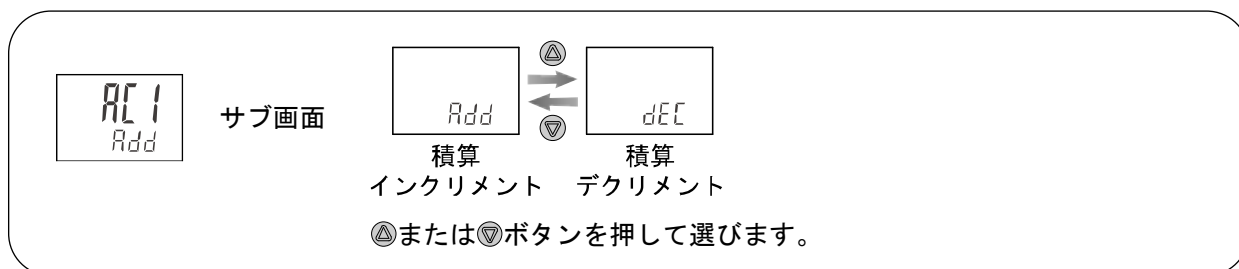 AC1
Add
サブ画面
Add
dEC
積算
インクリメント
積算
デクリメント
△または▽ボタンを押して選びます。